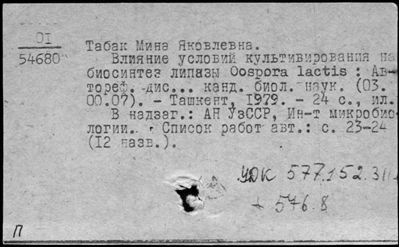 OI
54680
Табак Мина Яковлевна.
Влияние условий культивирования на
биосинтез липазы Oospora lactis : Ав-
тореф. дис... канд. биол. наук. (03.
00.07). - Ташкент, 1979. - 24 с., ил.
В надзаг.: АН УзССР, Ин-т микробио-
логии. Список работ авт.: с. 23-24
(12 назв.).
УДК 577.152.311
+ 576.8
П